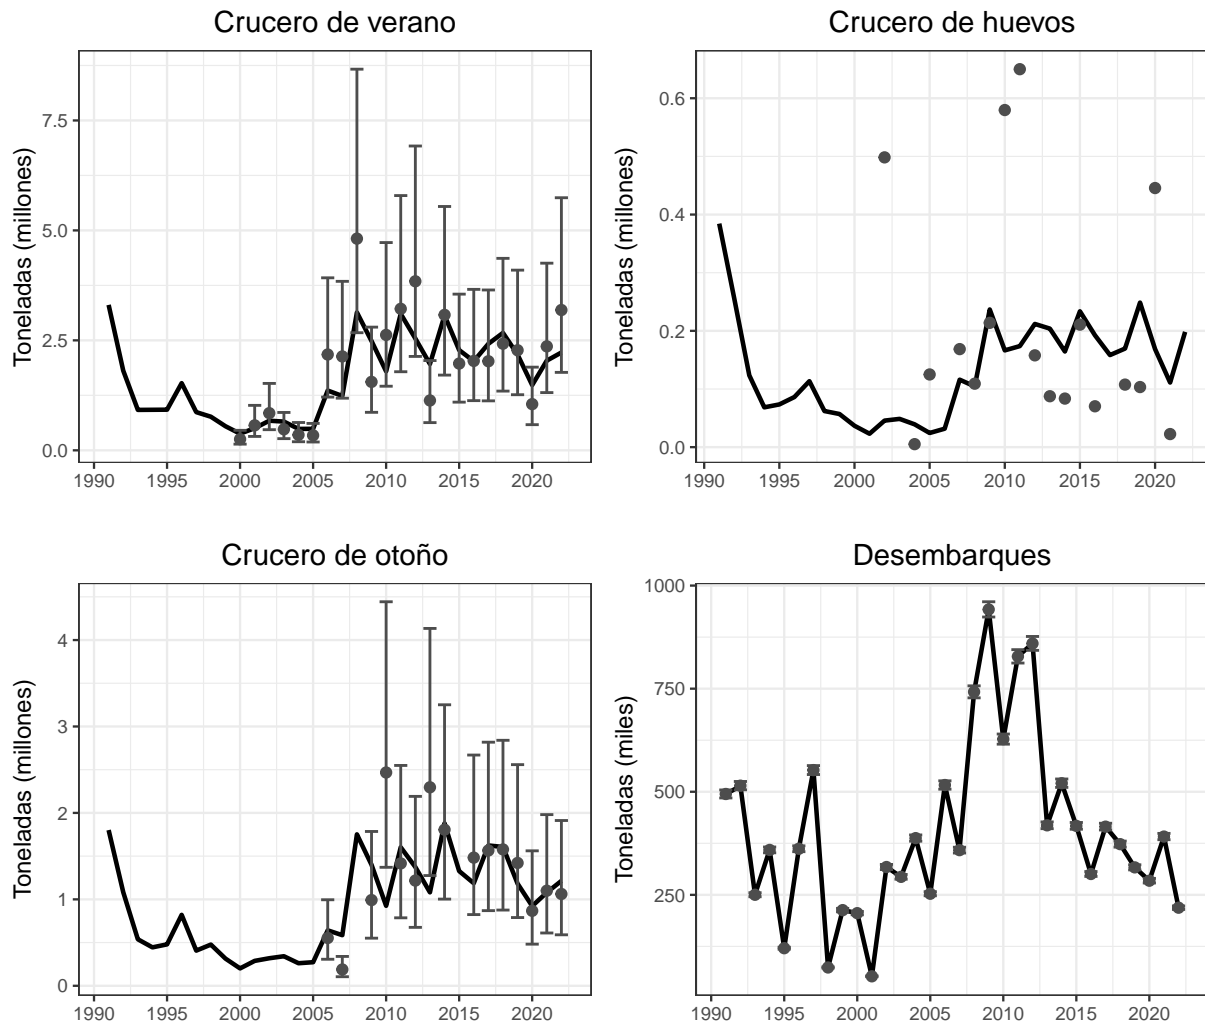 Crucero de verano
Toneladas (millones)
7.5
5.0
2.5
0.0
1990 1995 2000 2005 2010 2015 2020
Crucero de huevos
Toneladas (millones)
0.6
0.4
0.2
0.0
1990 1995 2000 2005 2010 2015 2020
Crucero de otoño
Toneladas (millones)
4
3
2
1
0
1990 1995 2000 2005 2010 2015 2020
Desembarques
Toneladas (miles)
1000
750
500
250
1990 1995 2000 2005 2010 2015 2020